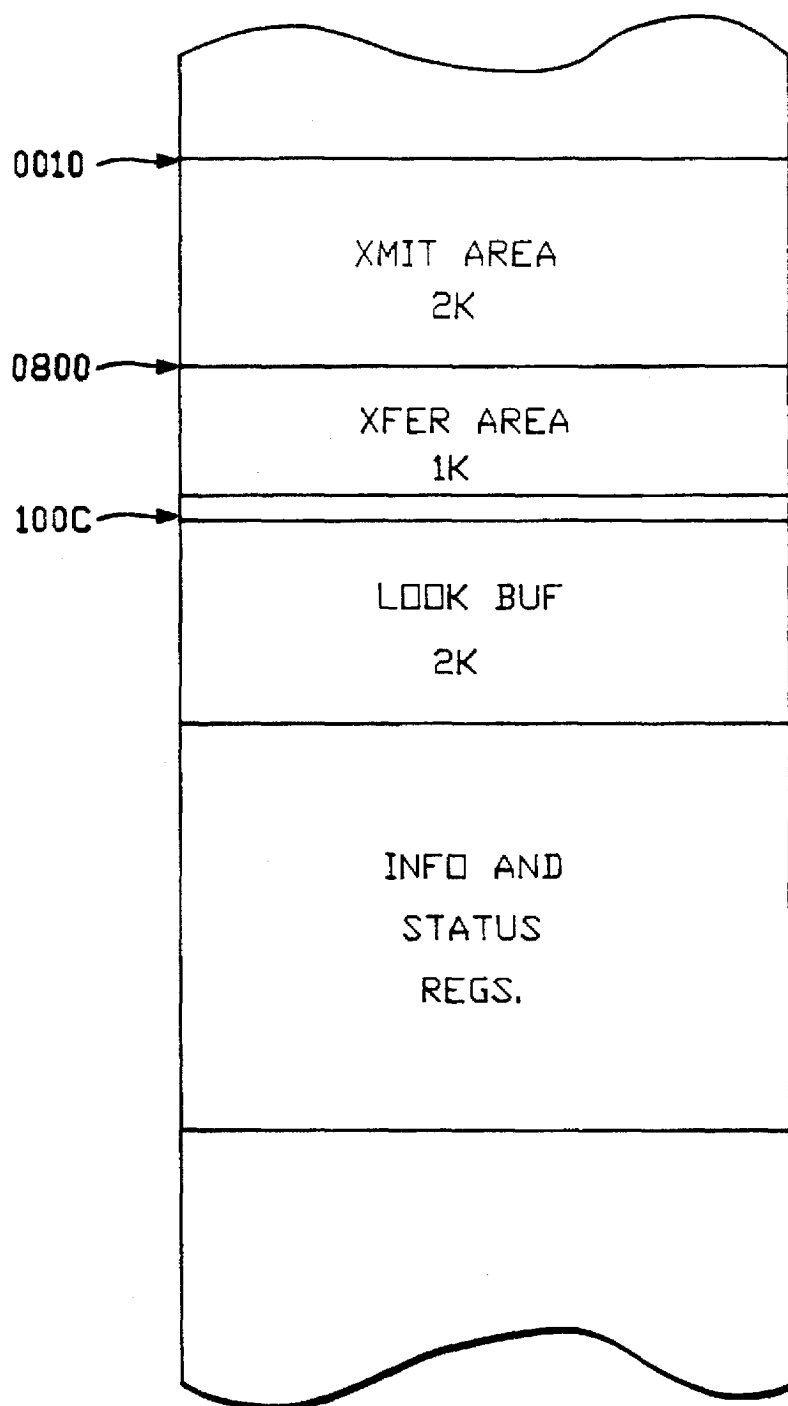 0010
XMIT AREA
2K
0800
XFER AREA
1K
100C
LOOK BUF
2K
INFO AND
STATUS
REGS.